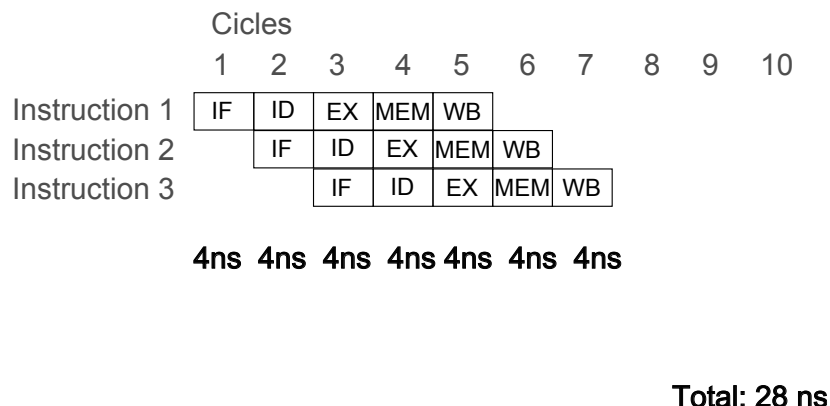 Cicles
1 2 3 4 5 6 7 8 9 10
Instruction 1 IF ID EX MEM WB
Instruction 2 IF ID EX MEM WB
Instruction 3 IF ID EX MEM WB
4ns 4ns 4ns 4ns 4ns 4ns 4ns
Total: 28 ns